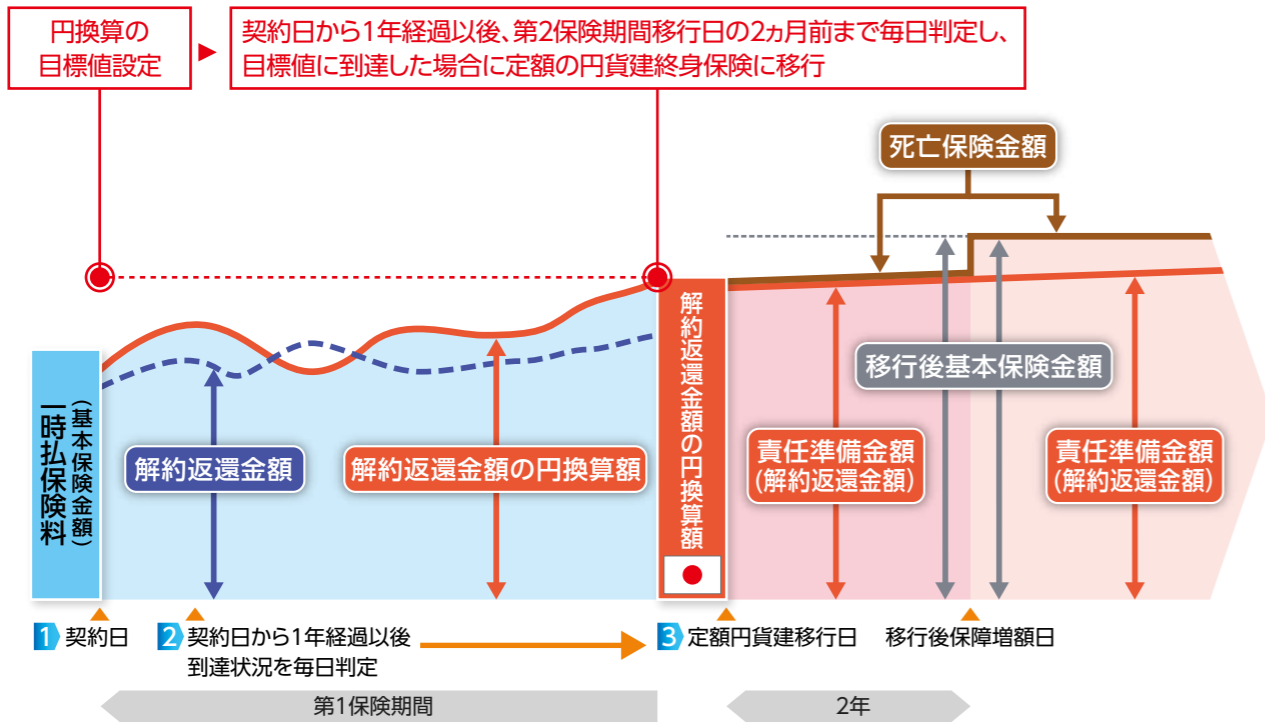 円換算の
目標値設定
契約日から1年経過以後、第2保険期間移行日の2ヵ月前まで毎日判定し、
目標値に到達した場合に定額の円貨建終身保険に移行
死亡保険金額
一時払保険料
(基本保険金額)
解約返還金額
解約返還金額の円換算額
解約返還金額の円換算額
移行後基本保険金額
責任準備金額
(解約返還金額)
責任準備金額
(解約返還金額)
1 契約日
2 契約日から1年経過以後
到達状況を毎日判定
3 定額円貨建移行日
移行後保障増額日
第1保険期間
2年